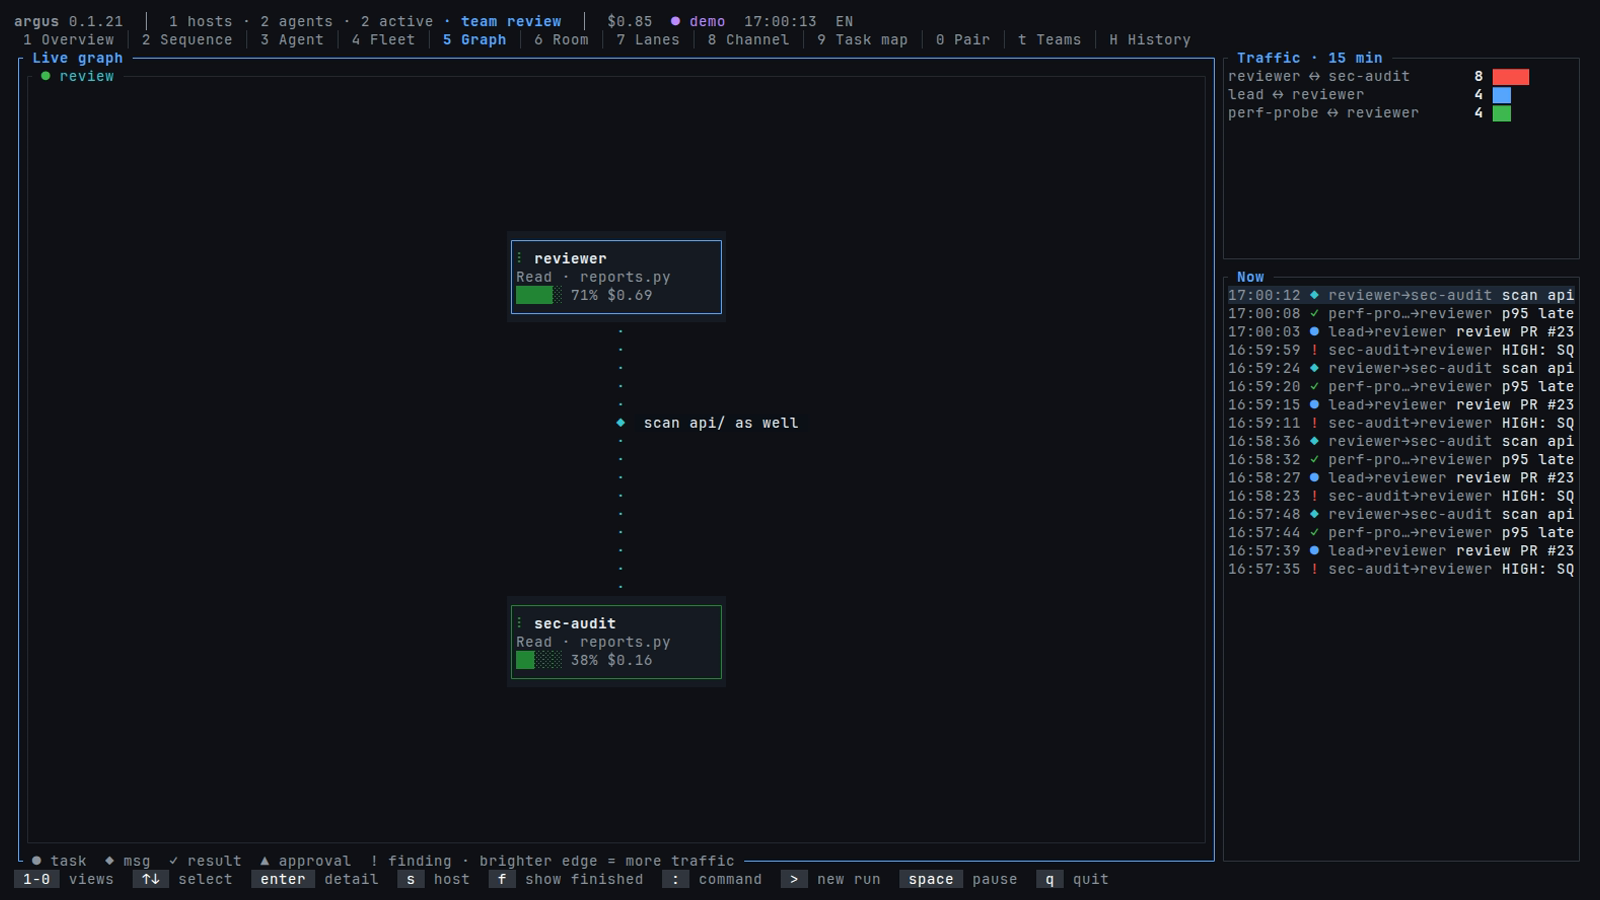 argus 0.1.21 │ 1 hosts · 2 agents · 2 active · team review │ $0.85 ● demo 17:00:13 EN
1 Overview │ 2 Sequence │ 3 Agent │ 4 Fleet │ 5 Graph │ 6 Room │ 7 Lanes │ 8 Channel │ 9 Task map │ 0 Pair │ t Teams │ H History
Live graph
● review
⋮ reviewer
Read · reports.py
71% $0.69
◆ scan api/ as well
⋮ sec-audit
Read · reports.py
38% $0.16
● task ◆ msg ✓ result ▲ approval ! finding · brighter edge = more traffic
Traffic · 15 min
reviewer ↔ sec-audit 8
lead ↔ reviewer 4
perf-probe ↔ reviewer 4
Now
17:00:12 ◆ reviewer→sec-audit scan api
17:00:08 ✓ perf-pro…→reviewer p95 late
17:00:03 ● lead→reviewer review PR #23
16:59:59 ! sec-audit→reviewer HIGH: SQ
16:59:24 ◆ reviewer→sec-audit scan api
16:59:20 ✓ perf-pro…→reviewer p95 late
16:59:15 ● lead→reviewer review PR #23
16:59:11 ! sec-audit→reviewer HIGH: SQ
16:58:36 ◆ reviewer→sec-audit scan api
16:58:32 ✓ perf-pro…→reviewer p95 late
16:58:27 ● lead→reviewer review PR #23
16:58:23 ! sec-audit→reviewer HIGH: SQ
16:57:48 ◆ reviewer→sec-audit scan api
16:57:44 ✓ perf-pro…→reviewer p95 late
16:57:39 ● lead→reviewer review PR #23
16:57:35 ! sec-audit→reviewer HIGH: SQ
1-0 views ↑↓ select enter detail s host f show finished : command > new run space pause q quit